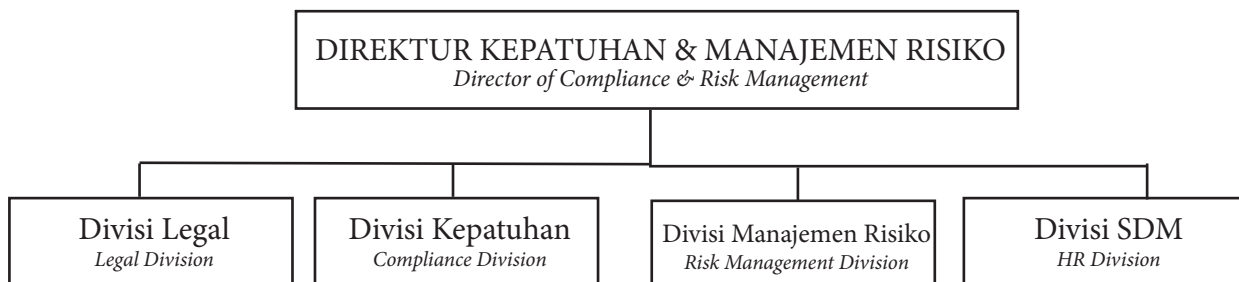 DIREKTUR KEPATUHAN & MANAJEMEN RISIKO
Director of Compliance & Risk Management
Divisi Legal
Legal Division
Divisi Kepatuhan
Compliance Division
Divisi Manajemen Risiko
Risk Management Division
Divisi SDM
HR Division